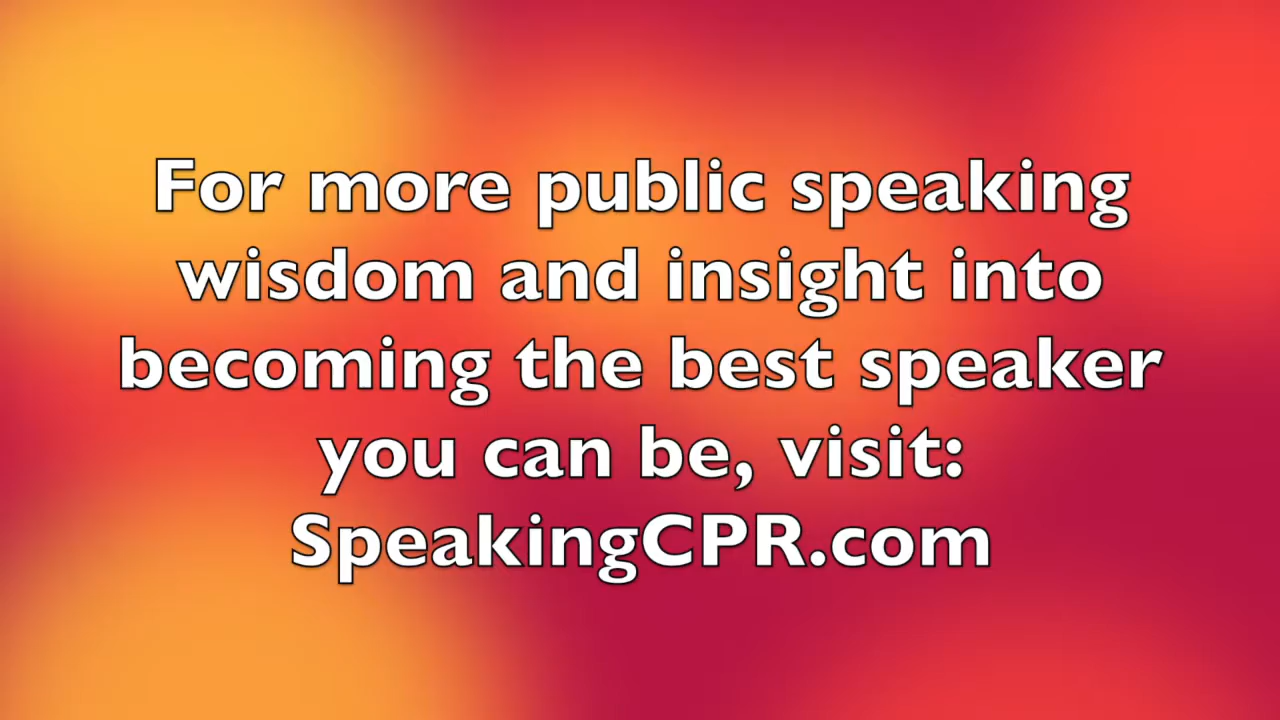 For more public speaking
wisdom and insight into
becoming the best speaker
you can be, visit:
SpeakingCPR.com